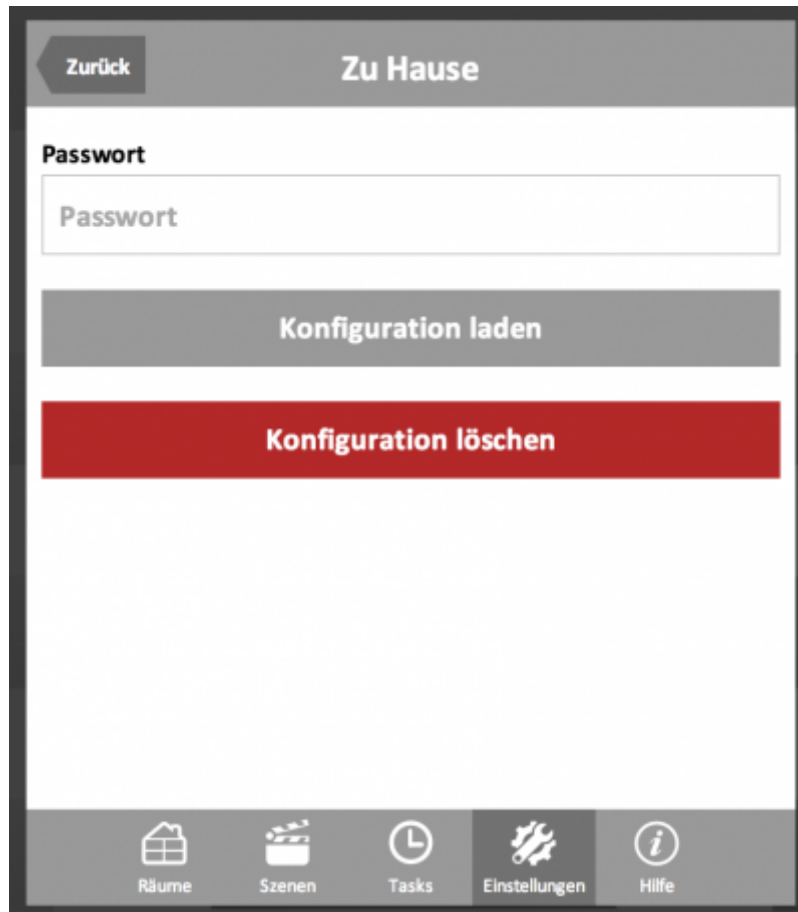 Zurück
Zu Hause
Passwort
Passwort
Konfiguration laden
Konfiguration löschen
Räume
Szenen
Tasks
Einstellungen
Hilfe